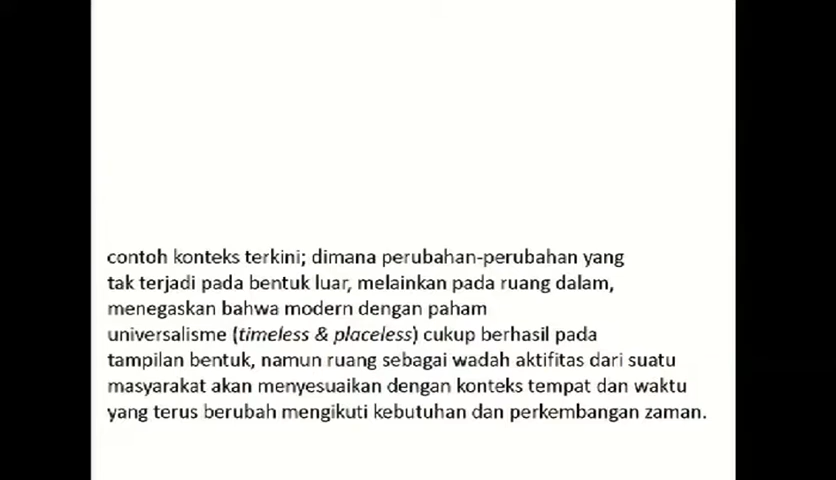 contoh konteks terkini; dimana perubahan-perubahan yang
tak terjadi pada bentuk luar, melainkan pada ruang dalam,
menegaskan bahwa modern dengan paham
universalisme (timeless & placeless) cukup berhasil pada
tampilan bentuk, namun ruang sebagai wadah aktifitas dari suatu
masyarakat akan menyesuaikan dengan konteks tempat dan waktu
yang terus berubah mengikuti kebutuhan dan perkembangan zaman.